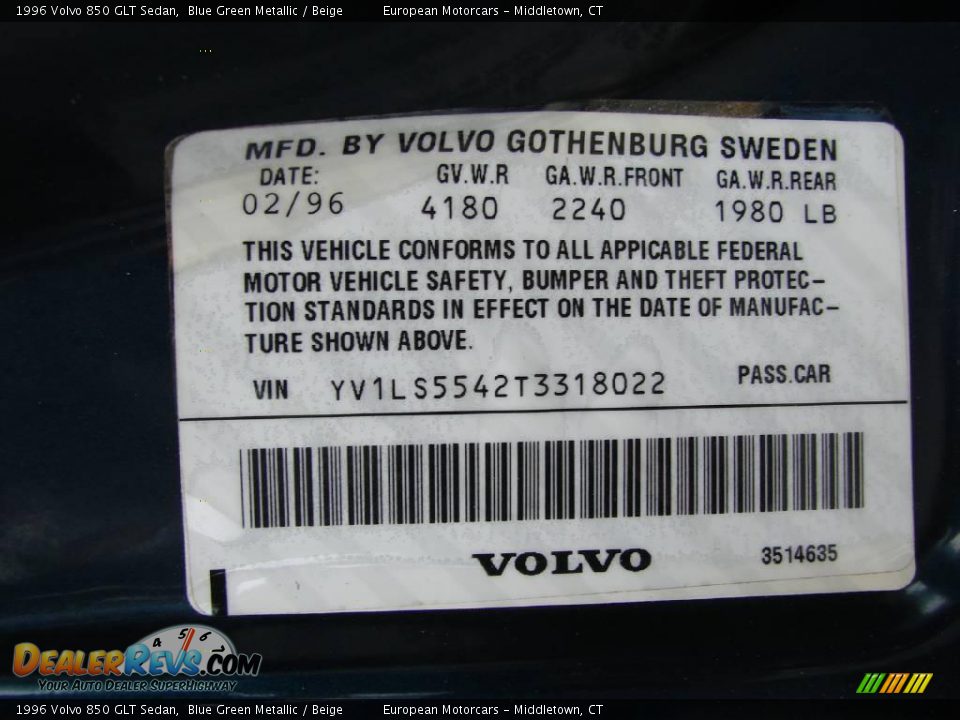 1996 Volvo 850 GLT Sedan, Blue Green Metallic / Beige European Motorcars - Middletown, CT
MFD. BY VOLVO GOTHENBURG SWEDEN
DATE: GV.W.R GA.W.R.FRONT GA.W.R.REAR
02/96 4180 2240 1980 LB
THIS VEHICLE CONFORMS TO ALL APPICABLE FEDERAL
MOTOR VEHICLE SAFETY, BUMPER AND THEFT PROTEC-
TION STANDARDS IN EFFECT ON THE DATE OF MANUFAC-
TURE SHOWN ABOVE.
VIN YV1LS5542T3318022 PASS.CAR
VOLVO 3514635
4 5 6
DEALERREVS.COM
YOUR AUTO DEALER SUPERHIGHWAY
1996 Volvo 850 GLT Sedan, Blue Green Metallic / Beige European Motorcars - Middletown, CT